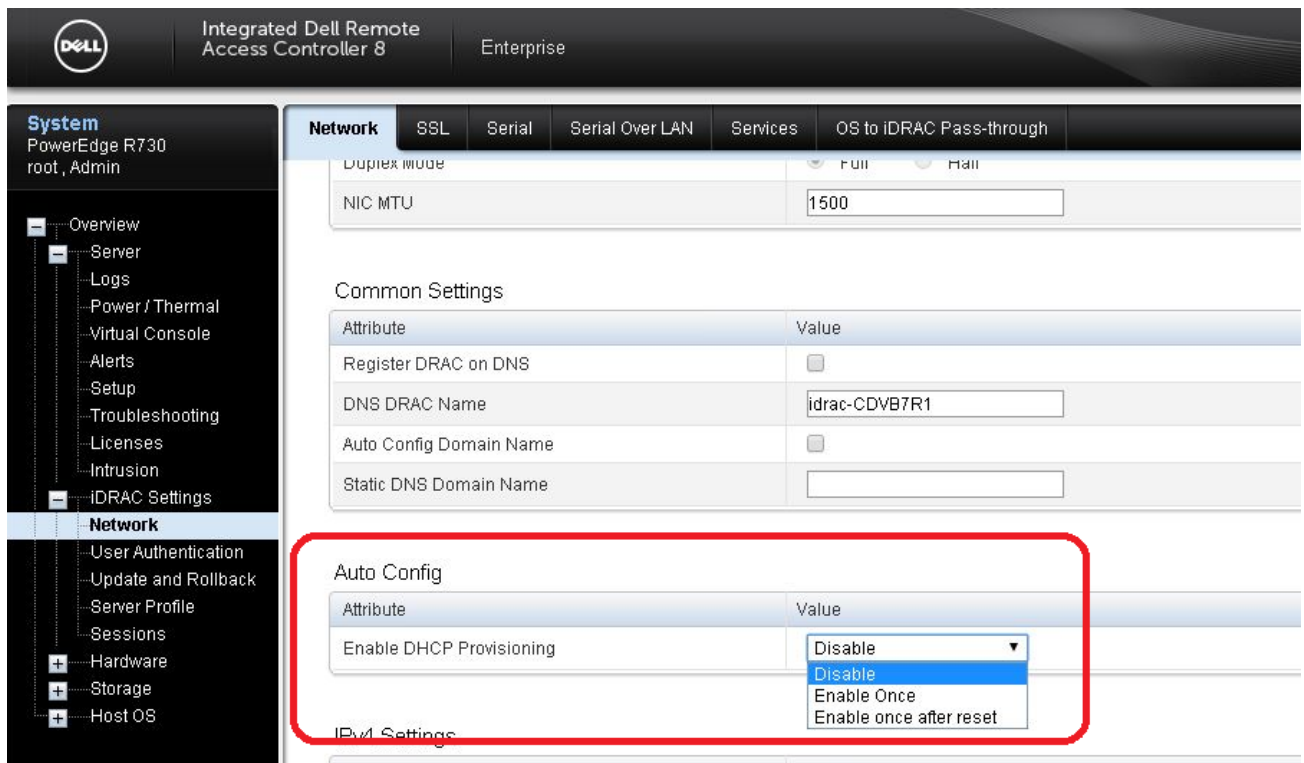 DELL
Integrated Dell Remote
Access Controller 8
Enterprise
System
PowerEdge R730
root , Admin
Overview
Server
Logs
Power / Thermal
Virtual Console
Alerts
Setup
Troubleshooting
Licenses
Intrusion
iDRAC Settings
Network
User Authentication
Update and Rollback
Server Profile
Sessions
Hardware
Storage
Host OS
Network SSL Serial Serial Over LAN Services OS to iDRAC Pass-through
Duplex Mode Full Half
NIC MTU 1500
Common Settings
Attribute Value
Register DRAC on DNS
DNS DRAC Name idrac-CDVB7R1
Auto Config Domain Name
Static DNS Domain Name
Auto Config
Attribute Value
Enable DHCP Provisioning Disable
Disable
Enable Once
Enable once after reset
IPv4 Settings